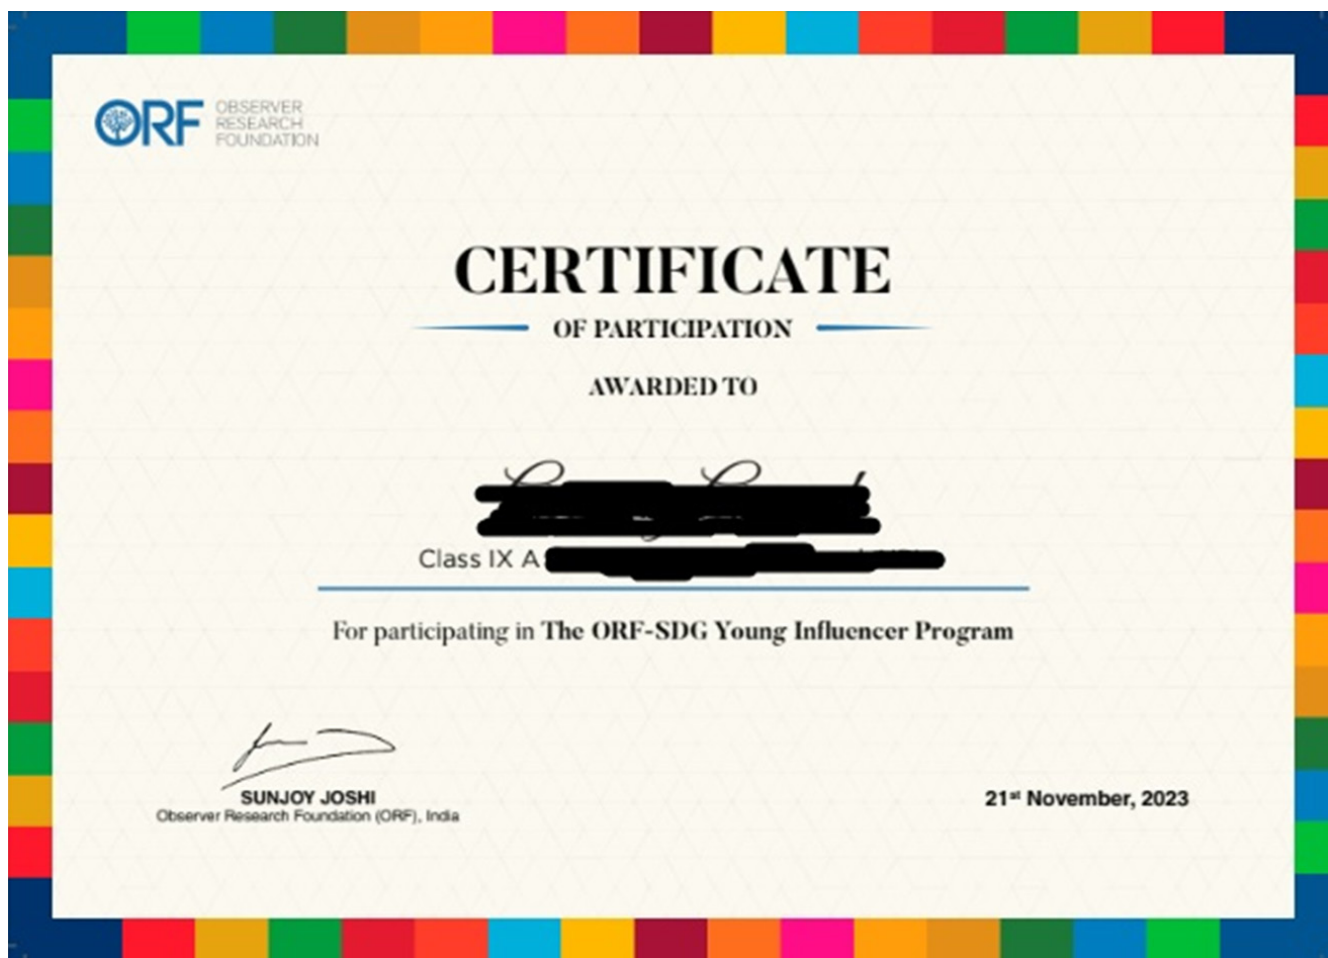 ORF
OBSERVER
RESEARCH
FOUNDATION
CERTIFICATE
OF PARTICIPATION
AWARDED TO
Class IX A
For participating in The ORF-SDG Young Influencer Program
SUNJOY JOSHI
Observer Research Foundation (ORF), India
21st November, 2023